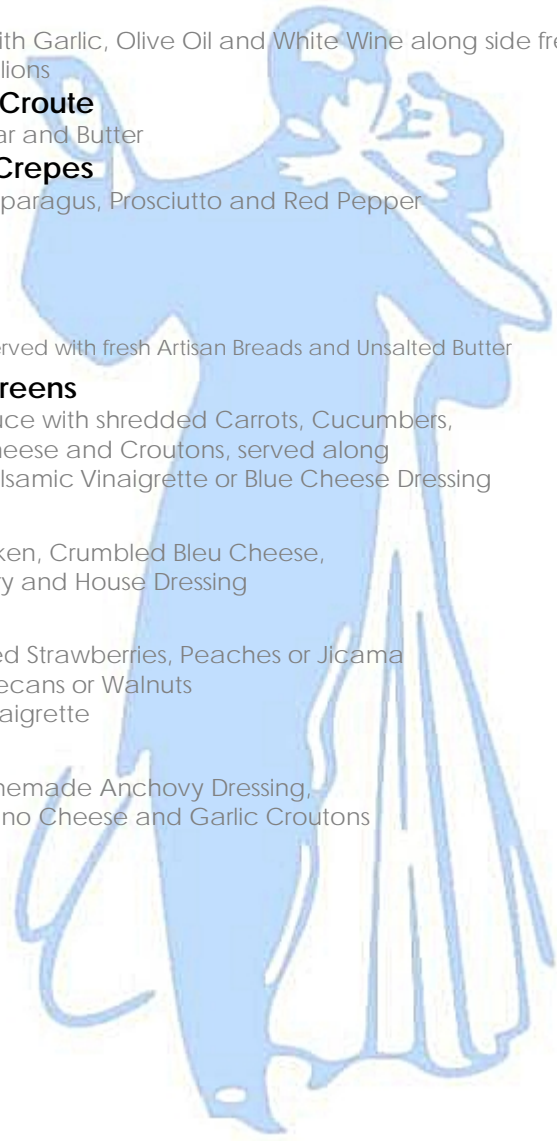 ith Garlic, Olive Oil and White Wine along side fre
lions
Croute
ar and Butter
Crepes
paragus, Prosciutto and Red Pepper
erved with fresh Artisan Breads and Unsalted Butter
reens
uce with shredded Carrots, Cucumbers,
heese and Croutons, served along
lsamic Vinaigrette or Blue Cheese Dressing
ken, Crumbled Bleu Cheese,
ry and House Dressing
ed Strawberries, Peaches or Jicama
ecans or Walnuts
aigrette
memade Anchovy Dressing,
no Cheese and Garlic Croutons